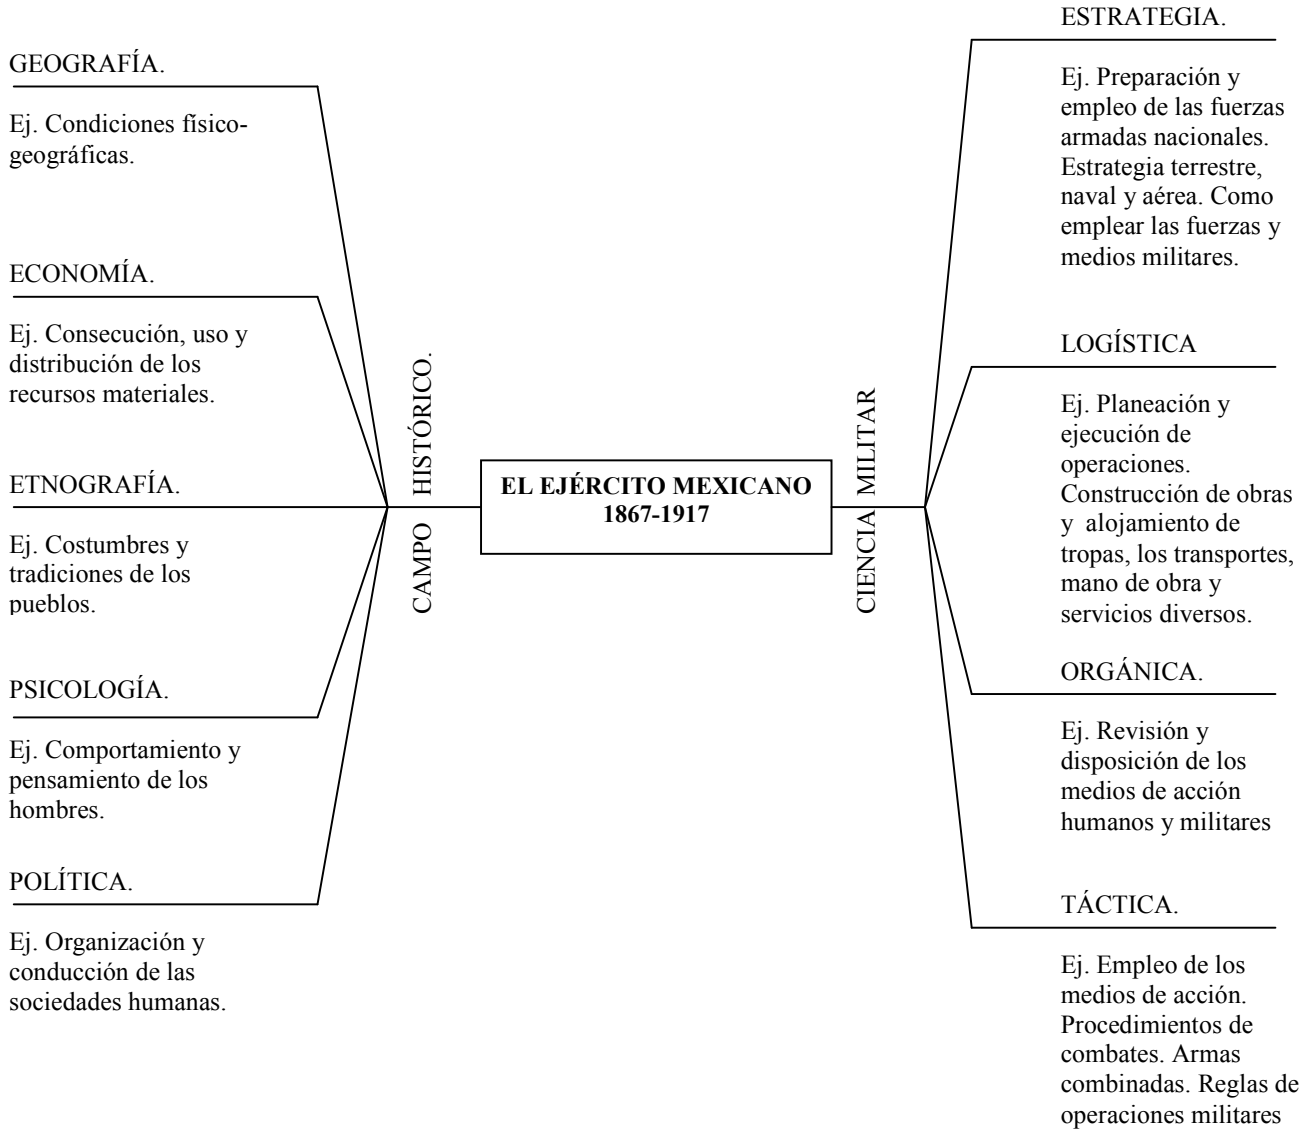 GEOGRAFÍA.
Ej. Condiciones físico-
geográficas.
ECONOMÍA.
Ej. Consecución, uso y
distribución de los
recursos materiales.
ETNOGRAFÍA.
Ej. Costumbres y
tradiciones de los
pueblos.
PSICOLOGÍA.
Ej. Comportamiento y
pensamiento de los
hombres.
POLÍTICA.
Ej. Organización y
conducción de las
sociedades humanas.
CAMPO HISTÓRICO.
EL EJÉRCITO MEXICANO
1867-1917
CIENCIA MILITAR
ESTRATEGIA.
Ej. Preparación y
empleo de las fuerzas
armadas nacionales.
Estrategia terrestre,
naval y aérea. Como
emplear las fuerzas y
medios militares.
LOGÍSTICA
Ej. Planeación y
ejecución de
operaciones.
Construcción de obras
y alojamiento de
tropas, los transportes,
mano de obra y
servicios diversos.
ORGÁNICA.
Ej. Revisión y
disposición de los
medios de acción
humanos y militares
TÁCTICA.
Ej. Empleo de los
medios de acción.
Procedimientos de
combates. Armas
combinadas. Reglas de
operaciones militares